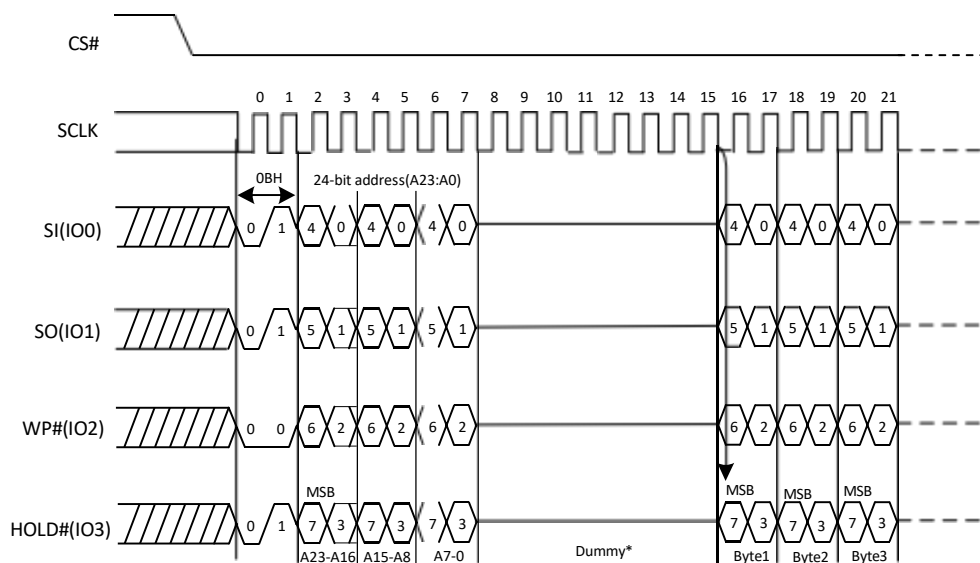 CS#
0 1 2 3 4 5 6 7 8 9 10 11 12 13 14 15 16 17 18 19 20 21
SCLK
0BH 24-bit address(A23:A0)
SI(IO0) 0 1 4 0 4 0 4 0 4 0 4 0 4 0
SO(IO1) 0 1 5 1 5 1 5 1 5 1 5 1 5 1
WP#(IO2) 0 0 6 2 6 2 6 2 6 2 6 2 6 2
MSB MSB MSB MSB
HOLD#(IO3) 0 1 7 3 7 3 7 3 7 3 7 3 7 3
A23-A16 A15-A8 A7-0 Dummy* Byte1 Byte2 Byte3